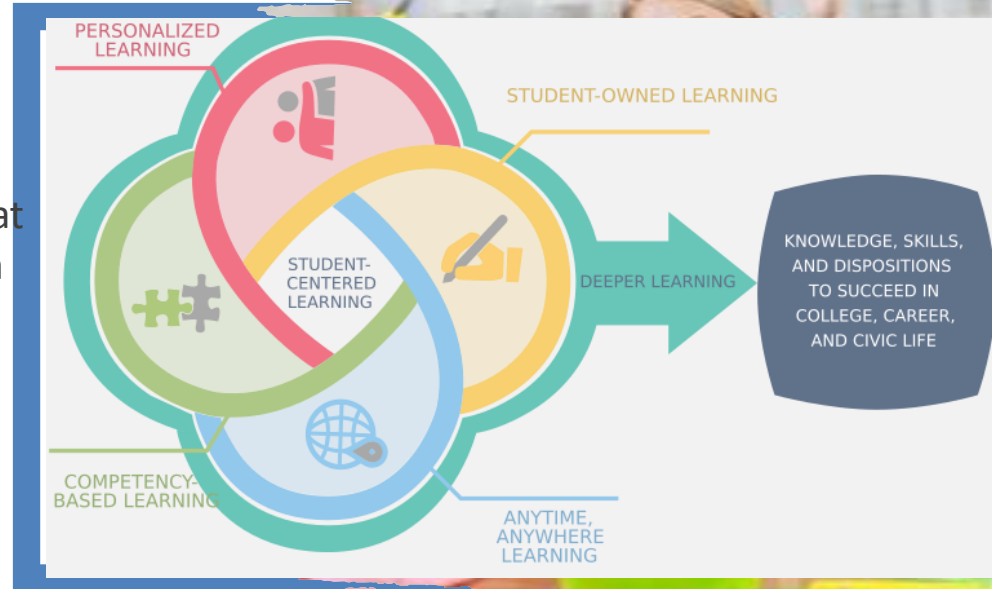 PERSONALIZED
LEARNING
STUDENT-OWNED LEARNING
at
STUDENT-
CENTERED
LEARNING
DEEPER LEARNING
KNOWLEDGE, SKILLS,
AND DISPOSITIONS
TO SUCCEED IN
COLLEGE, CAREER,
AND CIVIC LIFE
COMPETENCY-
BASED LEARNING
ANYTIME,
ANYWHERE
LEARNING